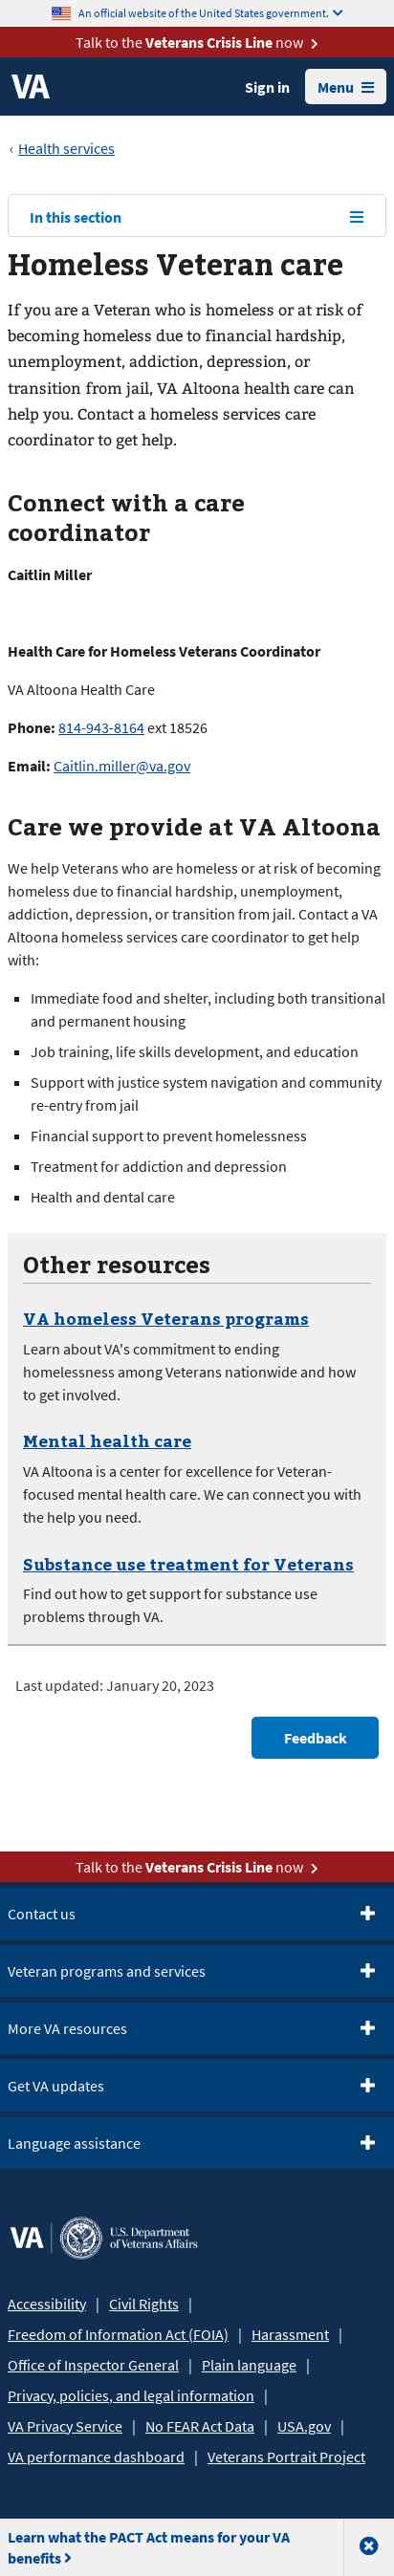 An official website of the United States government.
Talk to the Veterans Crisis Line now
VA
Sign in
Menu
Health services
In this section
Homeless Veteran care
If you are a Veteran who is homeless or at risk of
becoming homeless due to financial hardship,
unemployment, addiction, depression, or
transition from jail, VA Altoona health care can
help you. Contact a homeless services care
coordinator to get help.
Connect with a care
coordinator
Caitlin Miller
Health Care for Homeless Veterans Coordinator
VA Altoona Health Care
Phone: 814-943-8164 ext 18526
Email: Caitlin.miller@va.gov
Care we provide at VA Altoona
We help Veterans who are homeless or at risk of becoming
homeless due to financial hardship, unemployment,
addiction, depression, or transition from jail. Contact a VA
Altoona homeless services care coordinator to get help
with:
Immediate food and shelter, including both transitional
and permanent housing
Job training, life skills development, and education
Support with justice system navigation and community
re-entry from jail
Financial support to prevent homelessness
Treatment for addiction and depression
Health and dental care
Other resources
VA homeless Veterans programs
Learn about VA's commitment to ending
homelessness among Veterans nationwide and how
to get involved.
Mental health care
VA Altoona is a center for excellence for Veteran-
focused mental health care. We can connect you with
the help you need.
Substance use treatment for Veterans
Find out how to get support for substance use
problems through VA.
Last updated: January 20, 2023
Feedback
Talk to the Veterans Crisis Line now
Contact us
Veteran programs and services
More VA resources
Get VA updates
Language assistance
VA | U.S. Department
of Veterans Affairs
Accessibility | Civil Rights |
Freedom of Information Act (FOIA) | Harassment |
Office of Inspector General | Plain language |
Privacy, policies, and legal information |
VA Privacy Service | No FEAR Act Data | USA.gov |
VA performance dashboard | Veterans Portrait Project
Learn what the PACT Act means for your VA
benefits